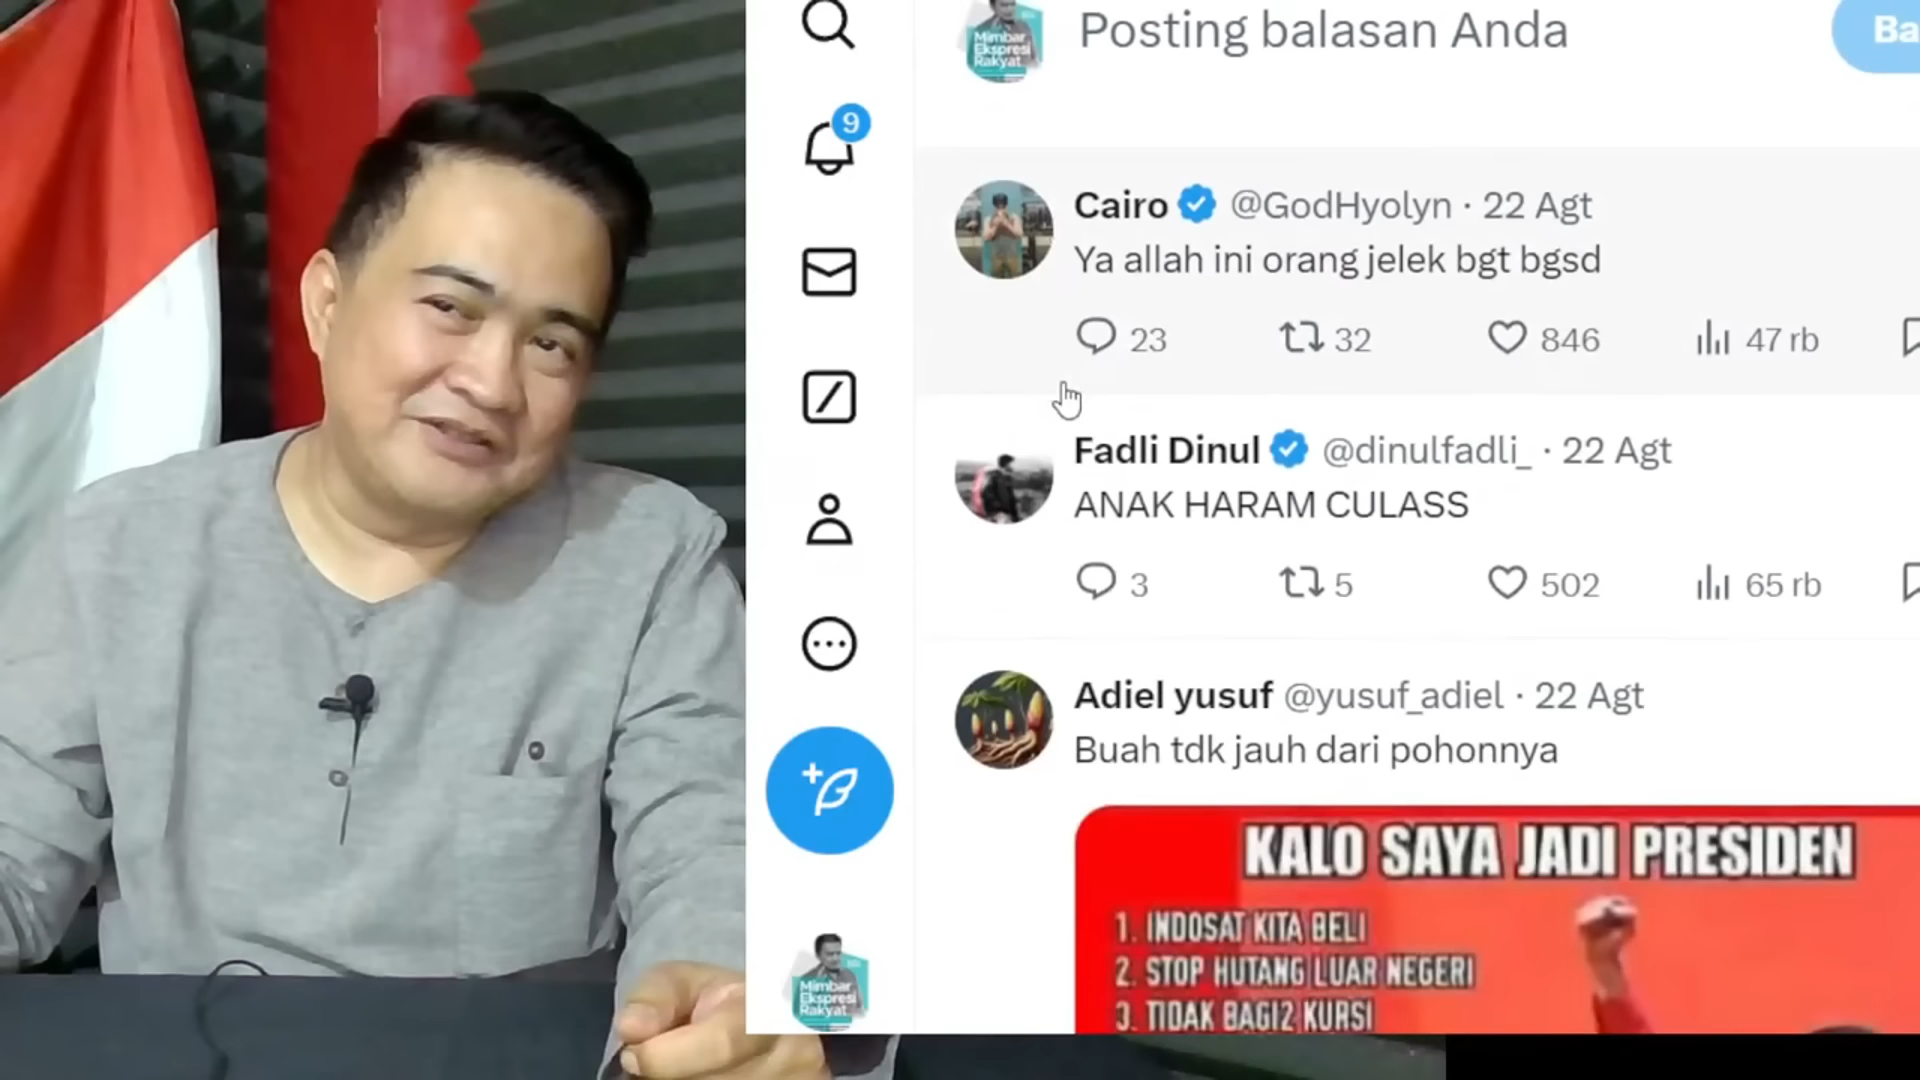 Mimbar
Ekspresi
Rakyat
Posting balasan Anda
Ba
9
Cairo @GodHyolyn · 22 Agt
Ya allah ini orang jelek bgt bgsd
23 32 846 47 rb
Fadli Dinul @dinulfadli_ · 22 Agt
ANAK HARAM CULASS
3 5 502 65 rb
Adiel yusuf @yusuf_adiel · 22 Agt
Buah tdk jauh dari pohonnya
KALO SAYA JADI PRESIDEN
1. INDOSAT KITA BELI
2. STOP HUTANG LUAR NEGERI
3. TIDAK BAGI2 KURSI
Mimbar
Ekspresi
Rakyat